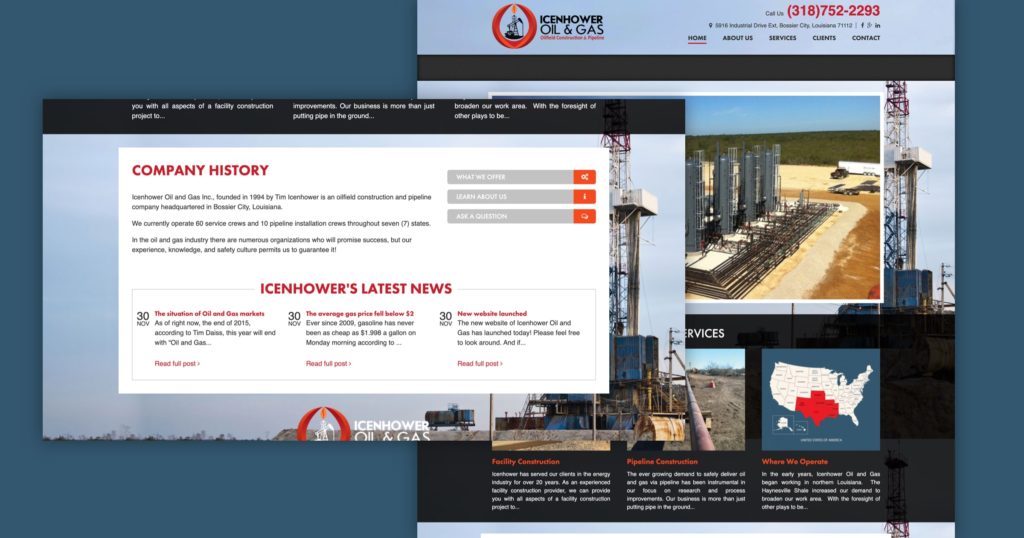 ICENHOWER
OIL & GAS
Oilfield Construction & Pipeline
Call Us: (318)752-2293
5916 Industrial Drive Ext, Bossier City, Louisiana 71112
HOME
ABOUT US
SERVICES
CLIENTS
CONTACT
you with all aspects of a facility construction
project to...
improvements. Our business is more than just
putting pipe in the ground...
broaden our work area. With the foresight of
other plays to be...
COMPANY HISTORY
Icenhower Oil and Gas Inc., founded in 1994 by Tim Icenhower is an oilfield construction and pipeline
company headquartered in Bossier City, Louisiana.
We currently operate 60 service crews and 10 pipeline installation crews throughout seven (7) states.
In the oil and gas industry there are numerous organizations who will promise success, but our
experience, knowledge, and safety culture permits us to guarantee it!
WHAT WE OFFER
LEARN ABOUT US
ASK A QUESTION
ICENHOWER'S LATEST NEWS
30
NOV
The situation of Oil and Gas markets
As of right now, the end of 2015,
according to Tim Daiss, this year will end
with "Oil and Gas...
Read full post ›
30
NOV
The average gas price fell below $2
Ever since 2009, gasoline has never
been as cheap as $1.998 a gallon on
Monday morning according to ...
Read full post ›
30
NOV
New website launched
The new website of Icenhower Oil and
Gas has launched today! Please feel free
to look around. And if...
Read full post ›
ICENHOWER
OIL & GAS
SERVICES
UNITED STATES OF AMERICA
Facility Construction
Icenhower has served our clients in the energy
industry for over 20 years. As an experienced
facility construction provider, we can provide
you with all aspects of a facility construction
project to...
Pipeline Construction
The ever growing demand to safely deliver oil
and gas via pipeline has been instrumental in
our focus on research and process
improvements. Our business is more than just
putting pipe in the ground...
Where We Operate
In the early years, Icenhower Oil and Gas
began working in northern Louisiana. The
Haynesville Shale increased our demand to
broaden our work area. With the foresight of
other plays to be...